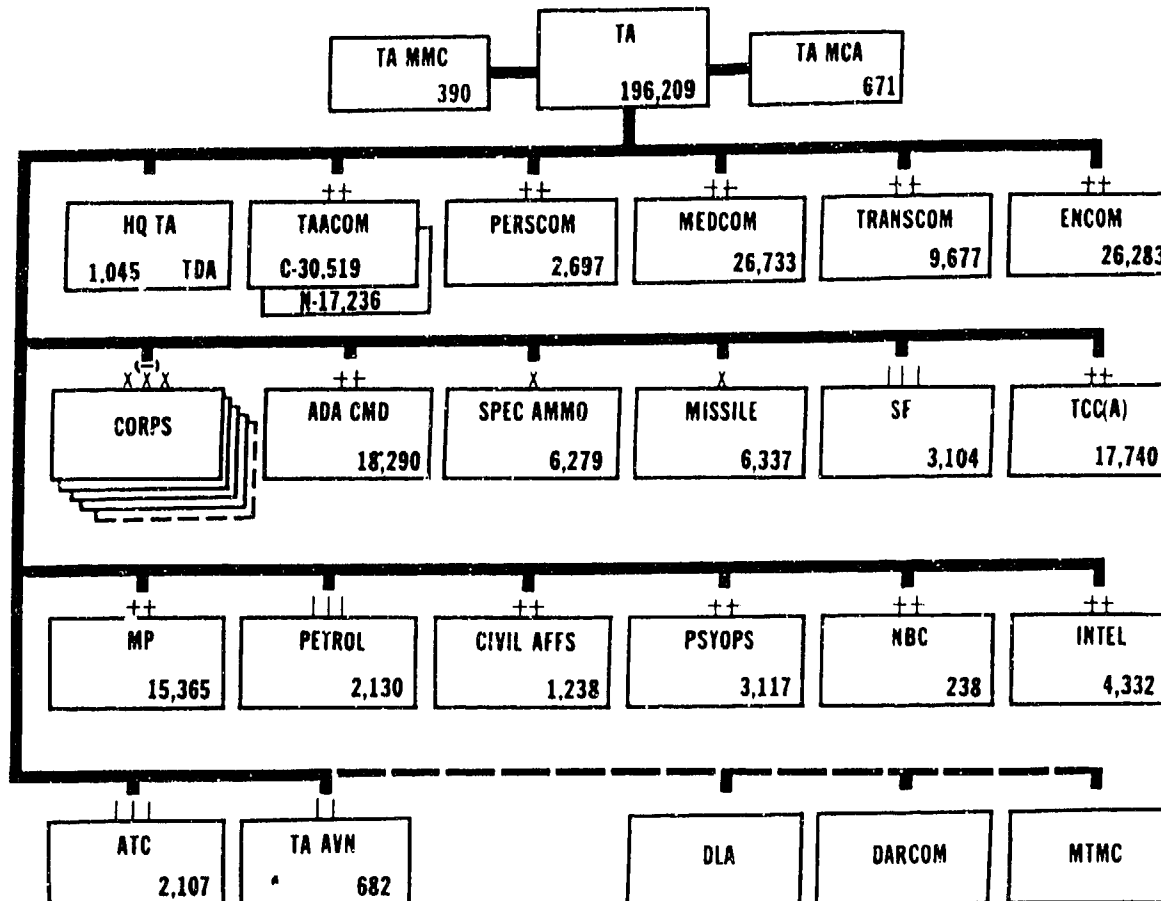 TA MMC
390
TA
196,209
TA MCA
671
++
++
++
++
++
HQ TA
1,045 TDA
TAACOM
C-30,519
N-17,236
PERSCOM
2,697
MEDCOM
26,733
TRANSCOM
9,677
ENCOM
26,283
(—)
X X X
++
X
X
| | |
++
CORPS
ADA CMD
18,290
SPEC AMMO
6,279
MISSILE
6,337
SF
3,104
TCC(A)
17,740
++
| | |
++
++
++
++
MP
15,365
PETROL
2,130
CIVIL AFFS
1,238
PSYOPS
3,117
NBC
238
INTEL
4,332
| | |
| |
ATC
2,107
TA AVN
682
DLA
DARCOM
MTMC